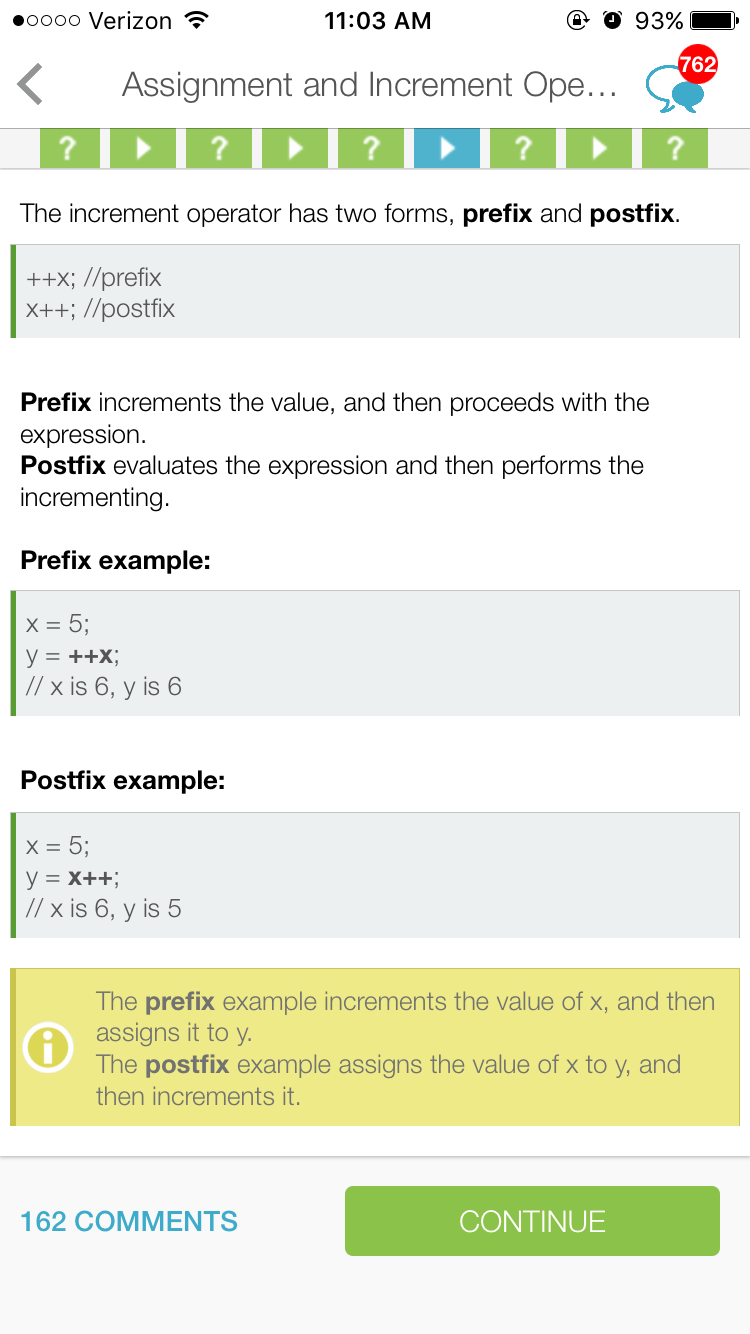 Verizon 11:03 AM 93%
Assignment and Increment Ope... 762
? ? ? ? ?
The increment operator has two forms, prefix and postfix.
++x; //prefix
x++; //postfix
Prefix increments the value, and then proceeds with the
expression.
Postfix evaluates the expression and then performs the
incrementing.
Prefix example:
x = 5;
y = ++x;
// x is 6, y is 6
Postfix example:
x = 5;
y = x++;
// x is 6, y is 5
The prefix example increments the value of x, and then
assigns it to y.
The postfix example assigns the value of x to y, and
then increments it.
162 COMMENTS CONTINUE